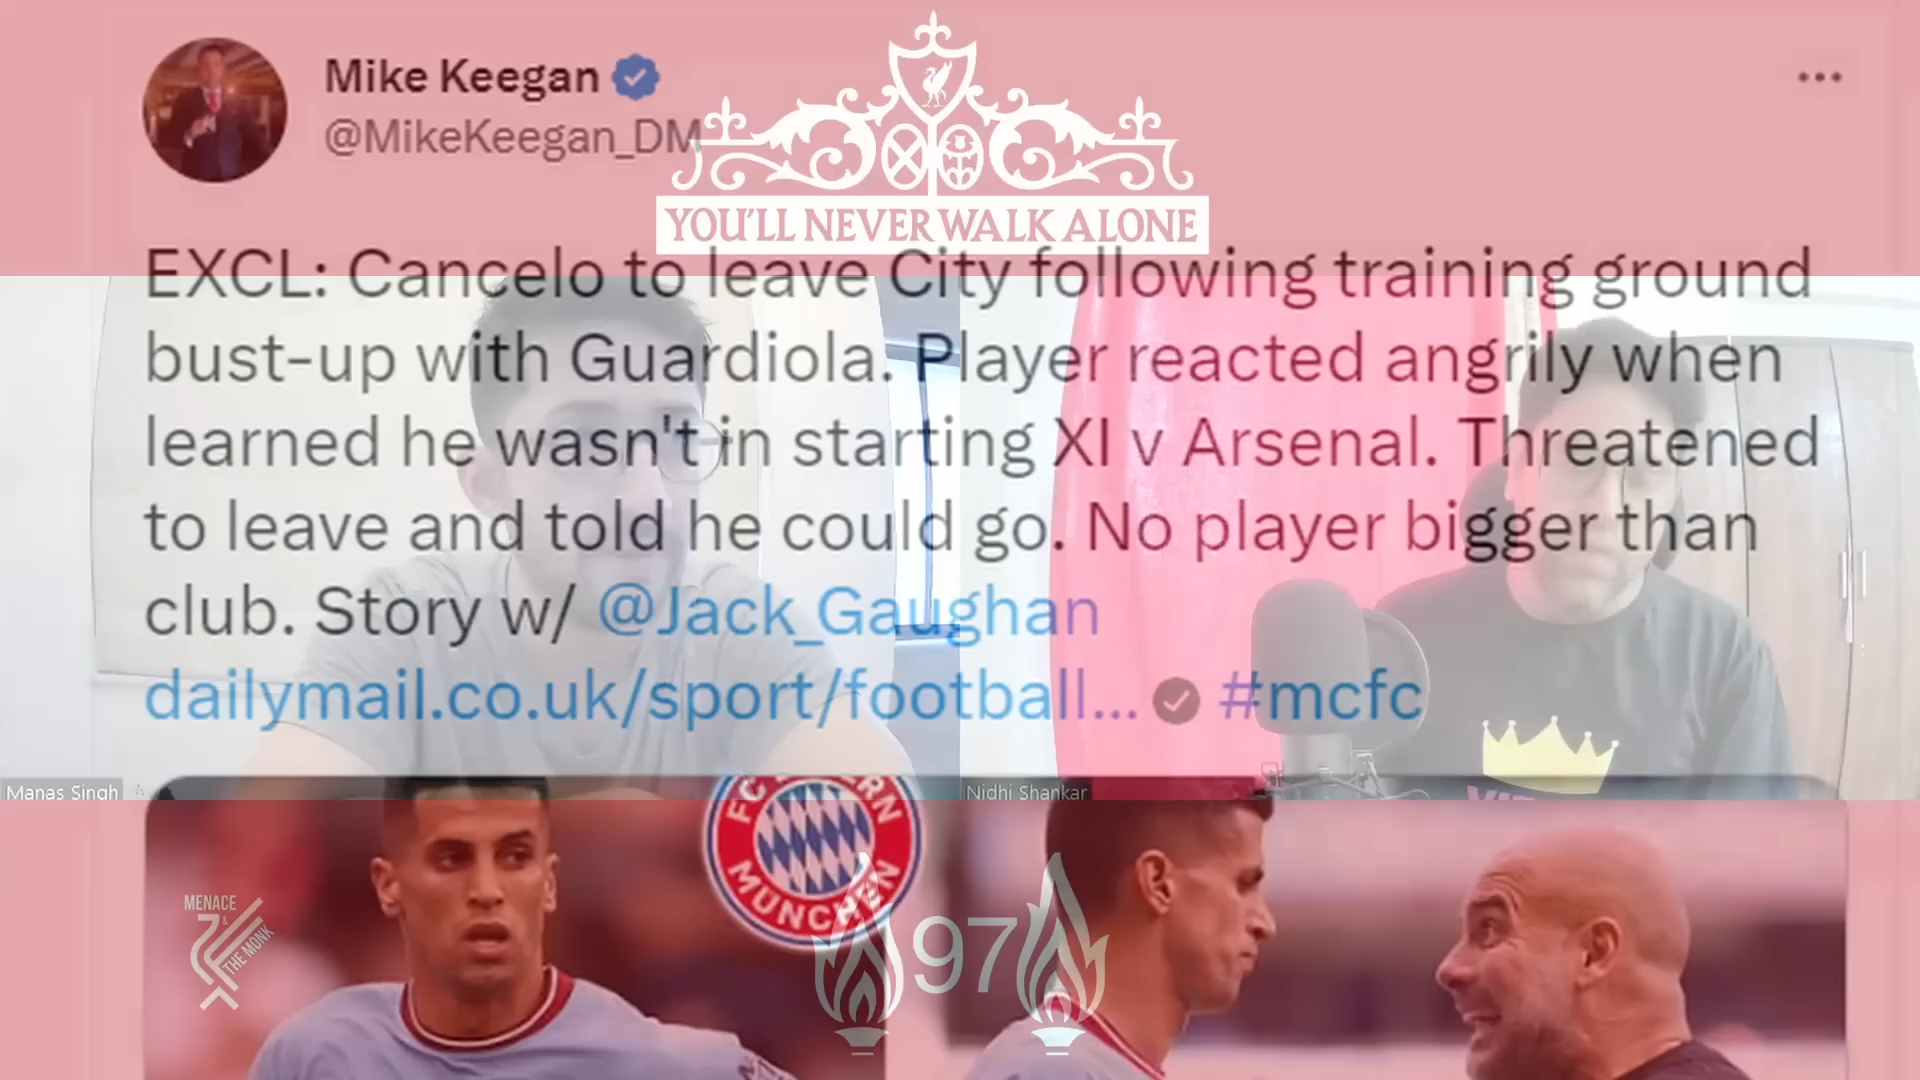 Mike Keegan
@MikeKeegan_DM
YOU'LL NEVER WALK ALONE
EXCL: Cancelo to leave City following training ground
bust-up with Guardiola. Player reacted angrily when
learned he wasn't in starting XI v Arsenal. Threatened
to leave and told he could go. No player bigger than
club. Story w/ @Jack_Gaughan
dailymail.co.uk/sport/football... #mcfc
Manas Singh
Nidhi Shankar
MÜNCHEN
MENACE
&
THE MONK
97